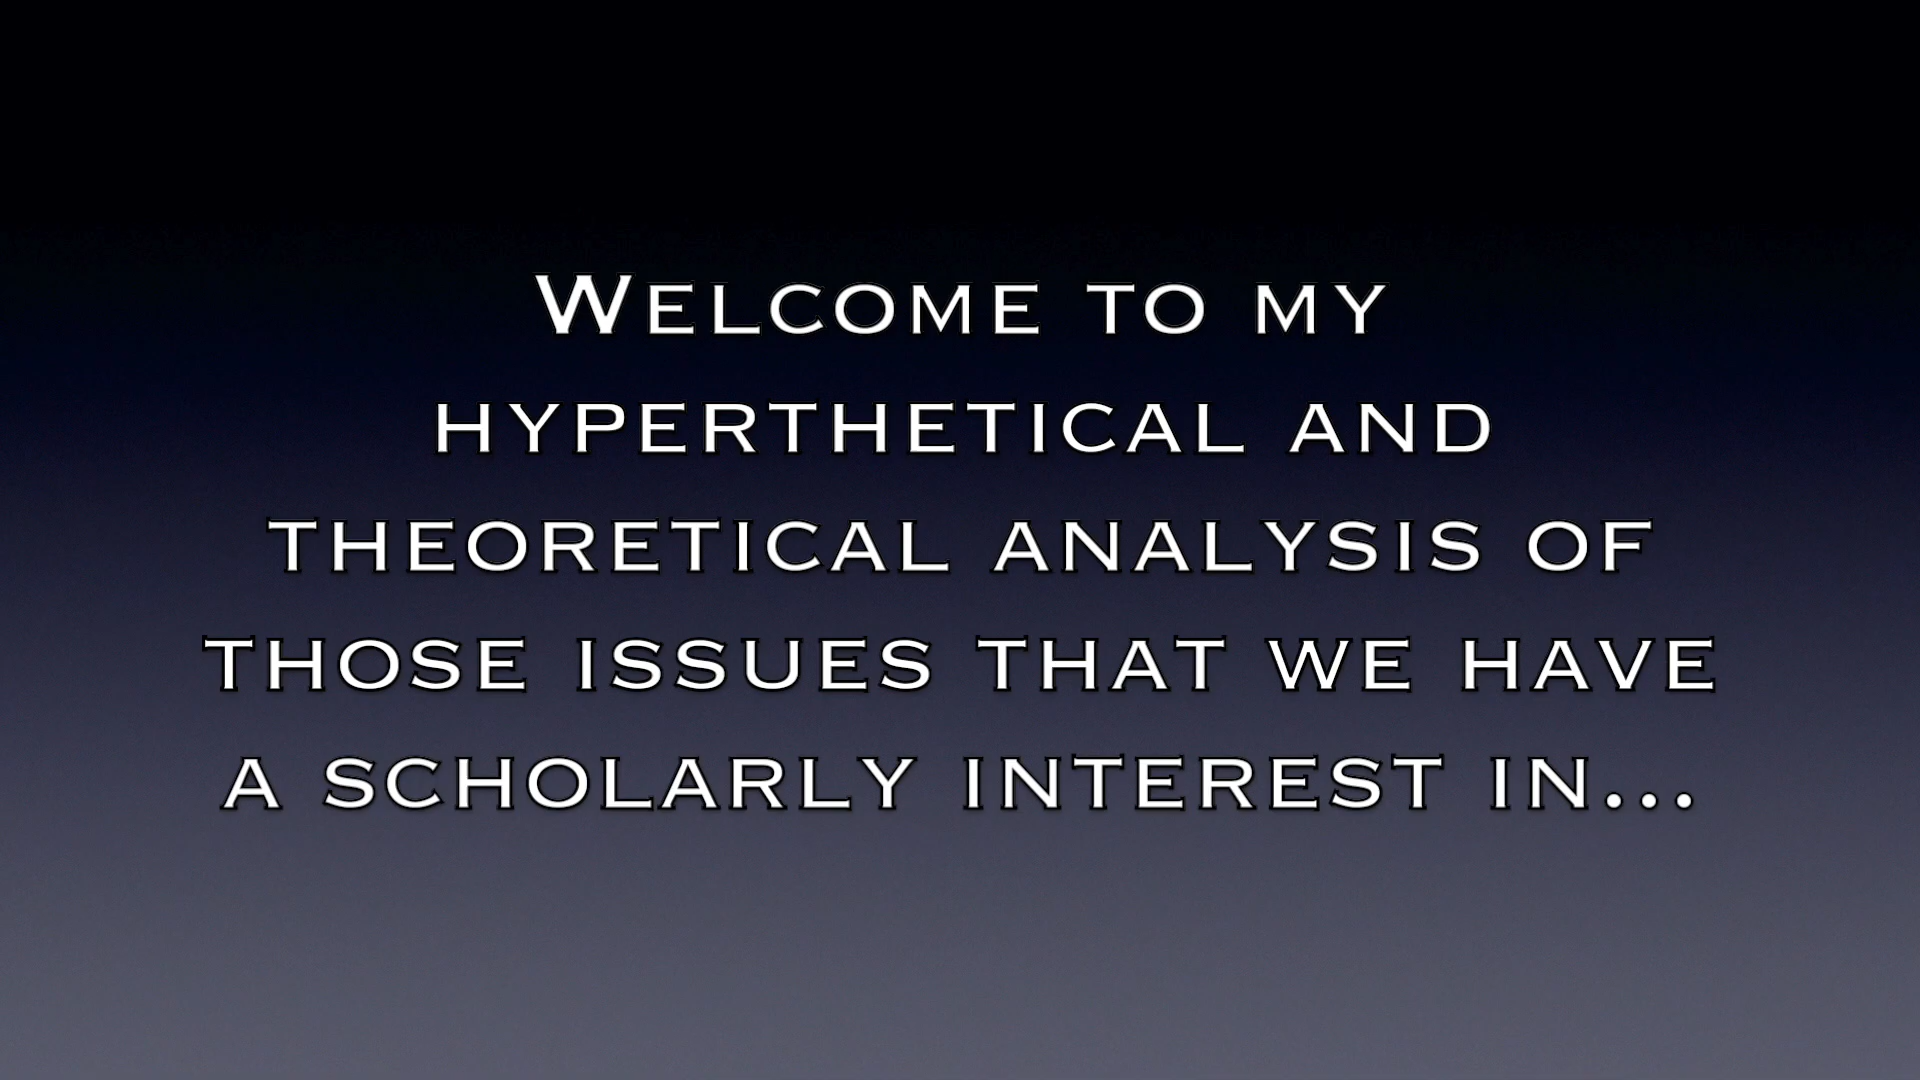 Welcome to my
hyperthetical and
theoretical analysis of
those issues that we have
a scholarly interest in...